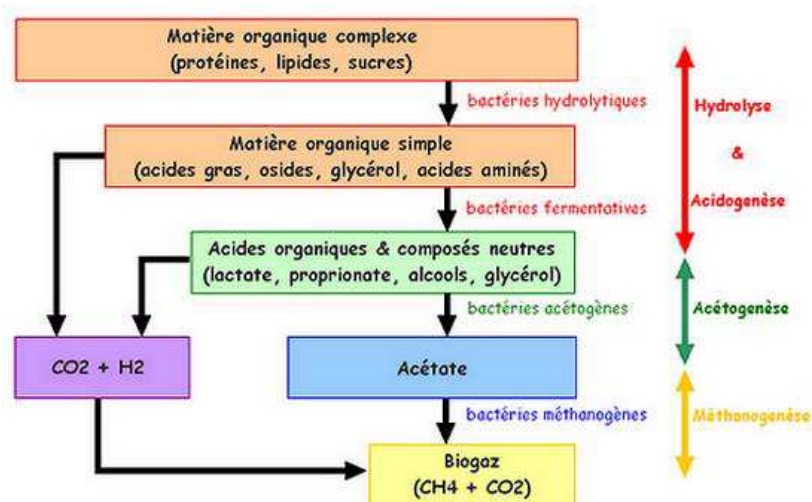 Matière organique complexe
(protéines, lipides, sucres)
bactéries hydrolytiques
Hydrolyse
&
Acidogenèse
Matière organique simple
(acides gras, osides, glycérol, acides aminés)
bactéries fermentatives
Acides organiques & composés neutres
(lactate, proprionate, alcools, glycérol)
bactéries acétogènes
Acétogenèse
CO2 + H2
Acétate
bactéries méthanogènes
Méthanogenèse
Biogaz
(CH4 + CO2)